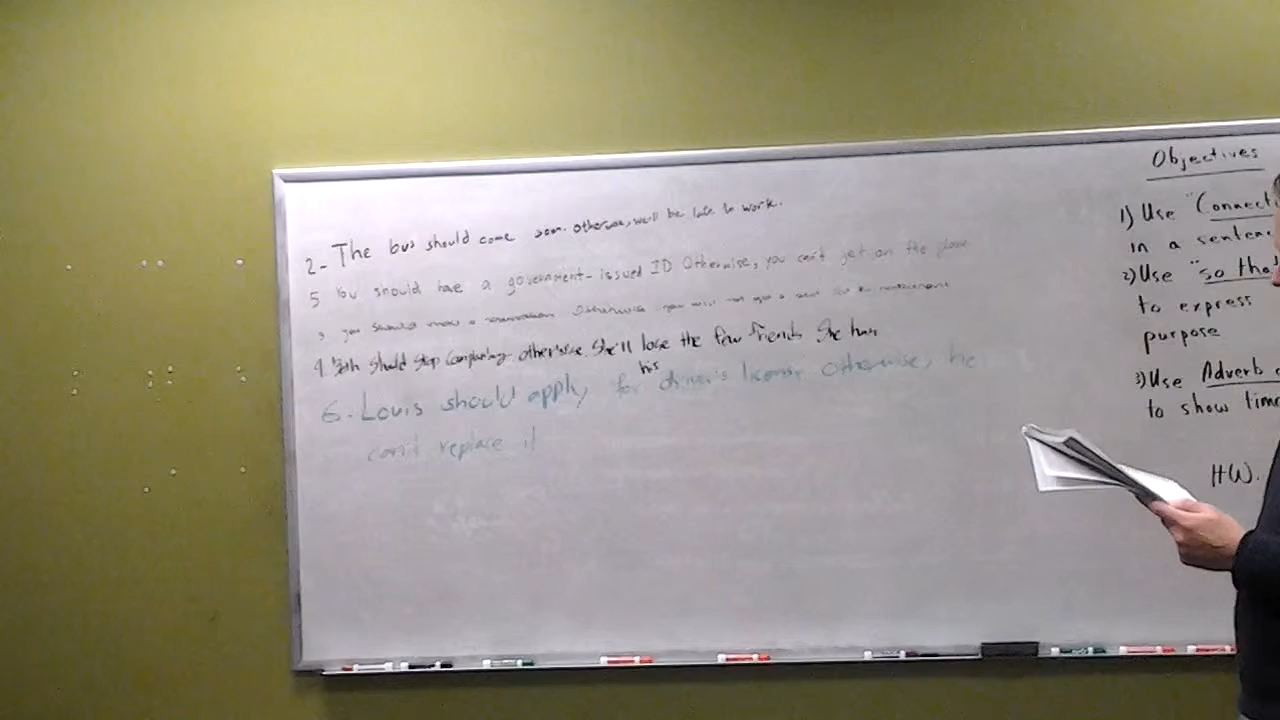 2- The bus should come soon. otherwise, we'll be late to work.
5 You should have a government-issued ID Otherwise, you can't get on the plane
3 you should make a reservation Otherwise you will not get a seat
4 Beth should stop complaining otherwise. She'll lose the few friends She has
his
6. Louis should apply for driver's license otherwise, he
can't replace it
Objectives
1) Use "Connect
in a senten
2) Use "so tha
to express
purpose
3) Use Adverb
to show time
HW.